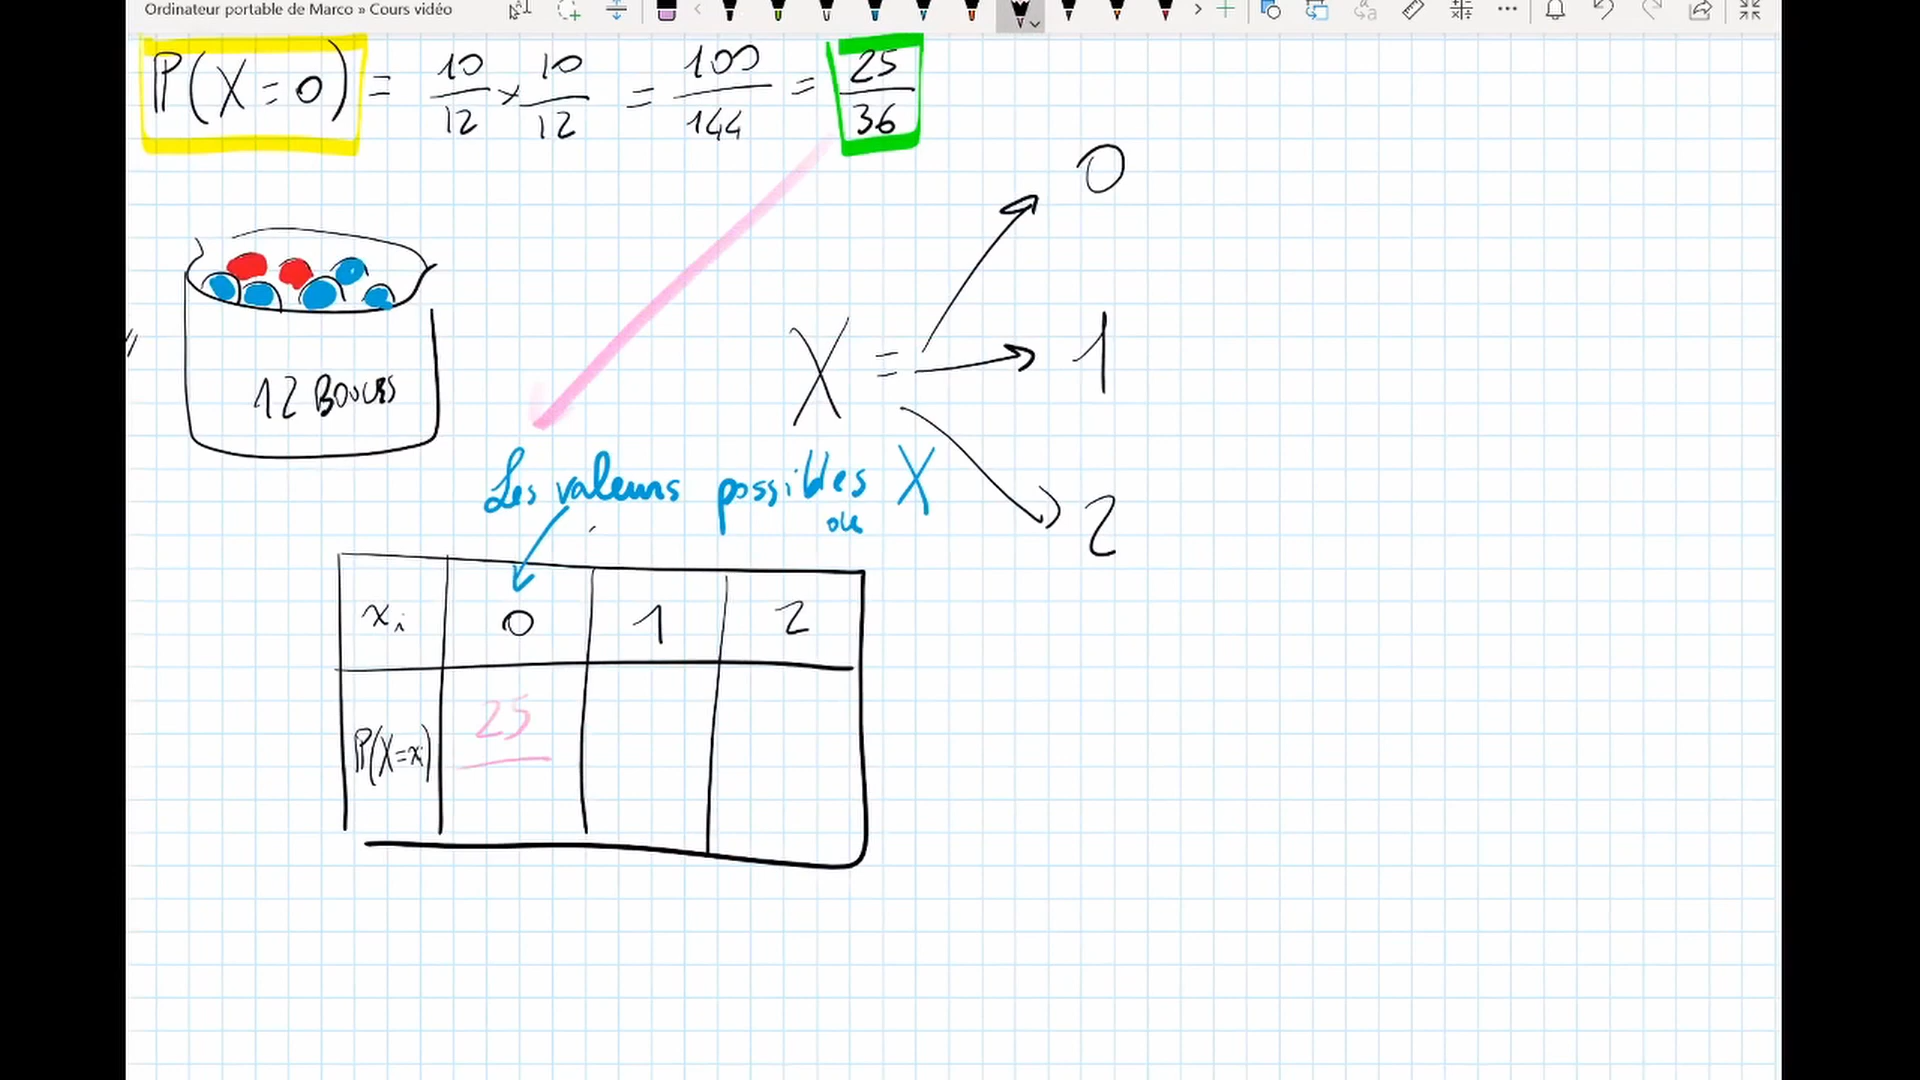 Ordinateur portable de Marco » Cours vidéo
P(X=0) = 10/12 × 10/12 = 100/144 = 25/36
0
X = 1
12 BOULES
Les valeurs possibles de X
2
xi 0 1 2
P(X=xi) 25